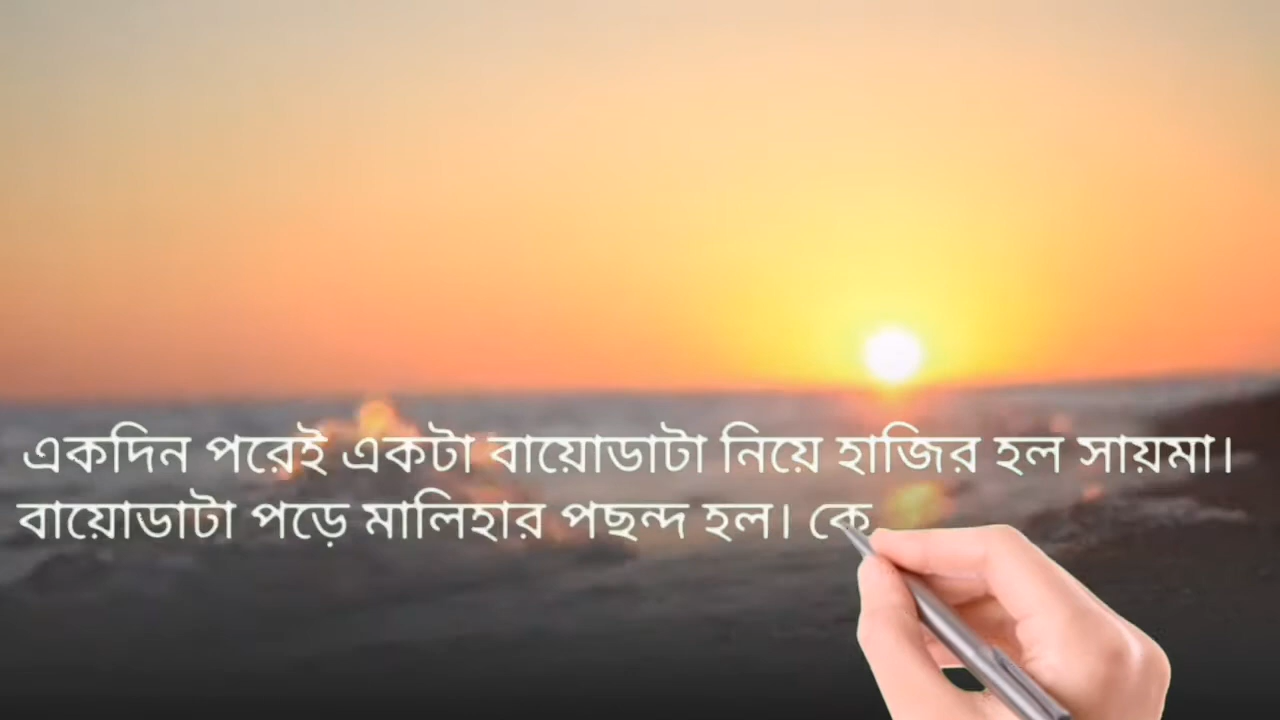 একদিন পরেই একটা বায়োডাটা নিয়ে হাজির হল সায়মা।
বায়োডাটা পড়ে মালিহার পছন্দ হল। কে